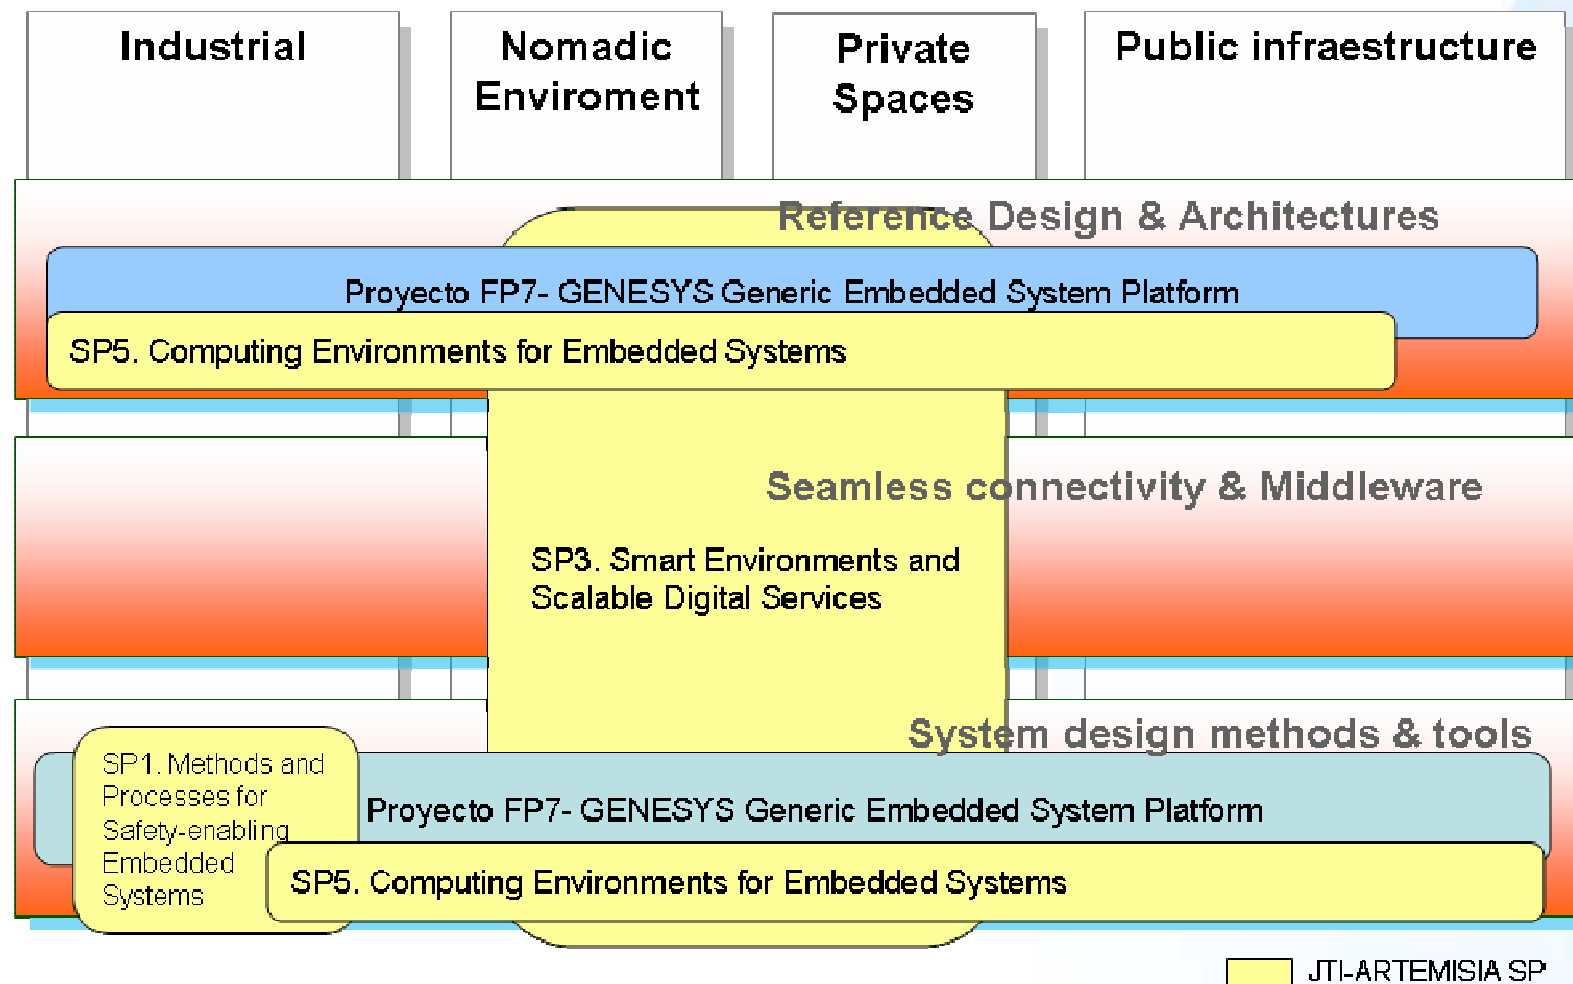 Industrial
Nomadic
Enviroment
Private
Spaces
Public infraestructure
Reference Design & Architectures
Proyecto FP7- GENESYS Generic Embedded System Platform
SP5. Computing Environments for Embedded Systems
Seamless connectivity & Middleware
SP3. Smart Environments and
Scalable Digital Services
System design methods & tools
SP1. Methods and
Processes for
Safety-enabling
Embedded
Systems
Proyecto FP7- GENESYS Generic Embedded System Platform
SP5. Computing Environments for Embedded Systems
JTI-ARTEMISIA SP